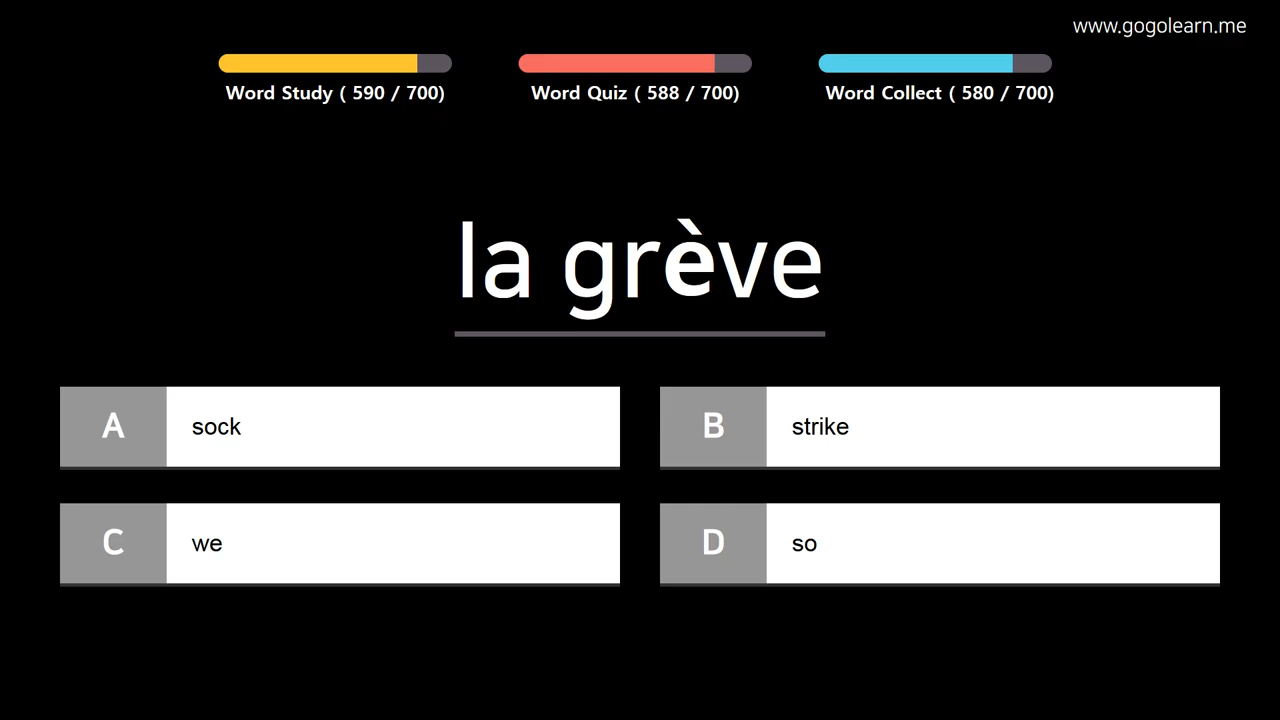 www.gogolearn.me
Word Study ( 590 / 700)
Word Quiz ( 588 / 700)
Word Collect ( 580 / 700)
la grève
A
sock
B
strike
C
we
D
so